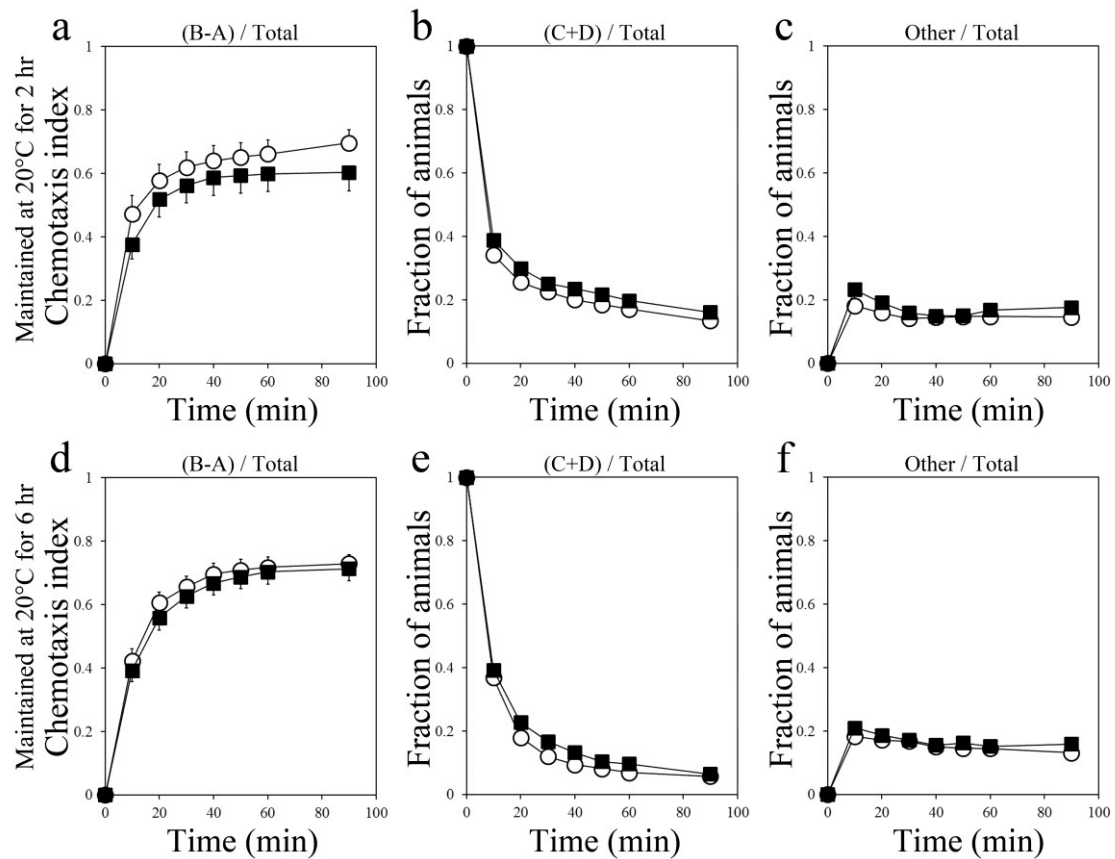 a
(B-A) / Total
Maintained at 20°C for 2 hr
Chemotaxis index
1
0.8
0.6
0.4
0.2
0
0 20 40 60 80 100
Time (min)
b
(C+D) / Total
Fraction of animals
1
0.8
0.6
0.4
0.2
0
0 20 40 60 80 100
Time (min)
c
Other / Total
Fraction of animals
1
0.8
0.6
0.4
0.2
0
0 20 40 60 80 100
Time (min)
d
(B-A) / Total
Maintained at 20°C for 6 hr
Chemotaxis index
1
0.8
0.6
0.4
0.2
0
0 20 40 60 80 100
Time (min)
e
(C+D) / Total
Fraction of animals
1
0.8
0.6
0.4
0.2
0
0 20 40 60 80 100
Time (min)
f
Other / Total
Fraction of animals
1
0.8
0.6
0.4
0.2
0
0 20 40 60 80 100
Time (min)